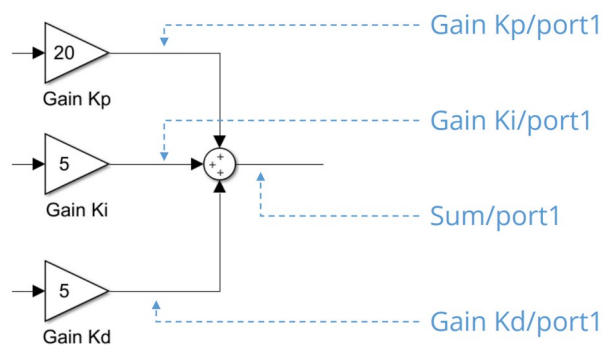 Gain Kp/port1
20
Gain Kp
Gain Ki/port1
5
+
+
+
Gain Ki
Sum/port1
5
Gain Kd/port1
Gain Kd